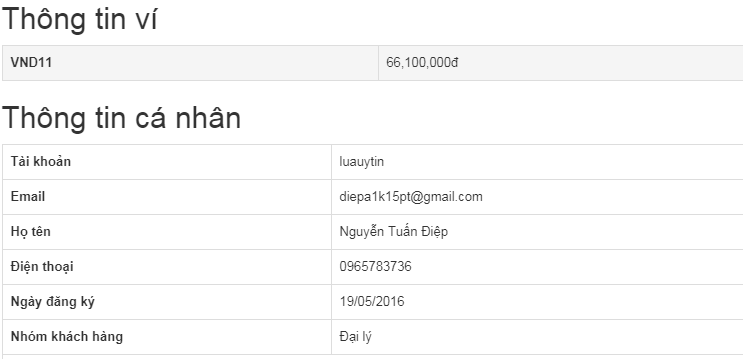 Thông tin ví
VND11 66,100,000đ
Thông tin cá nhân
Tài khoản luauytin
Email diepa1k15pt@gmail.com
Họ tên Nguyễn Tuấn Điệp
Điện thoại 0965783736
Ngày đăng ký 19/05/2016
Nhóm khách hàng Đại lý